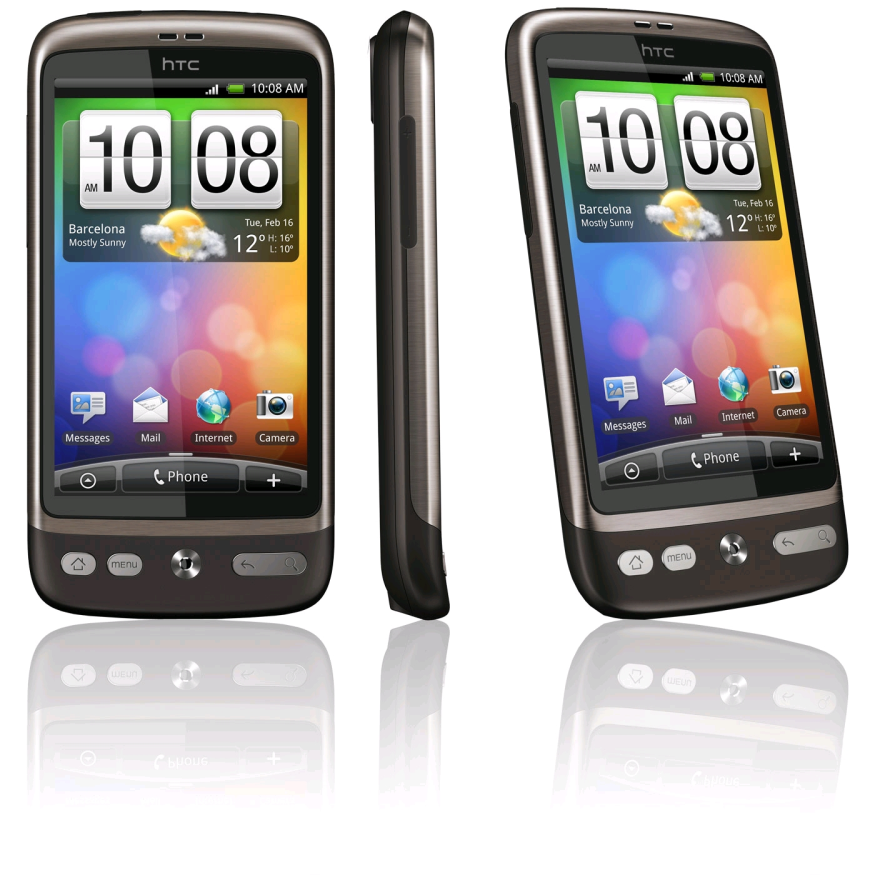 hTC
10:08 AM
10 08
AM
Barcelona
Mostly Sunny
Tue, Feb 16
12° H: 16°
L: 10°
Messages
Mail
Internet
Camera
Phone
MENU
hTC
10:08 AM
10 08
AM
Barcelona
Mostly Sunny
Tue, Feb 16
12° H: 16°
L: 10°
Messages
Mail
Internet
Camera
Phone
MENU